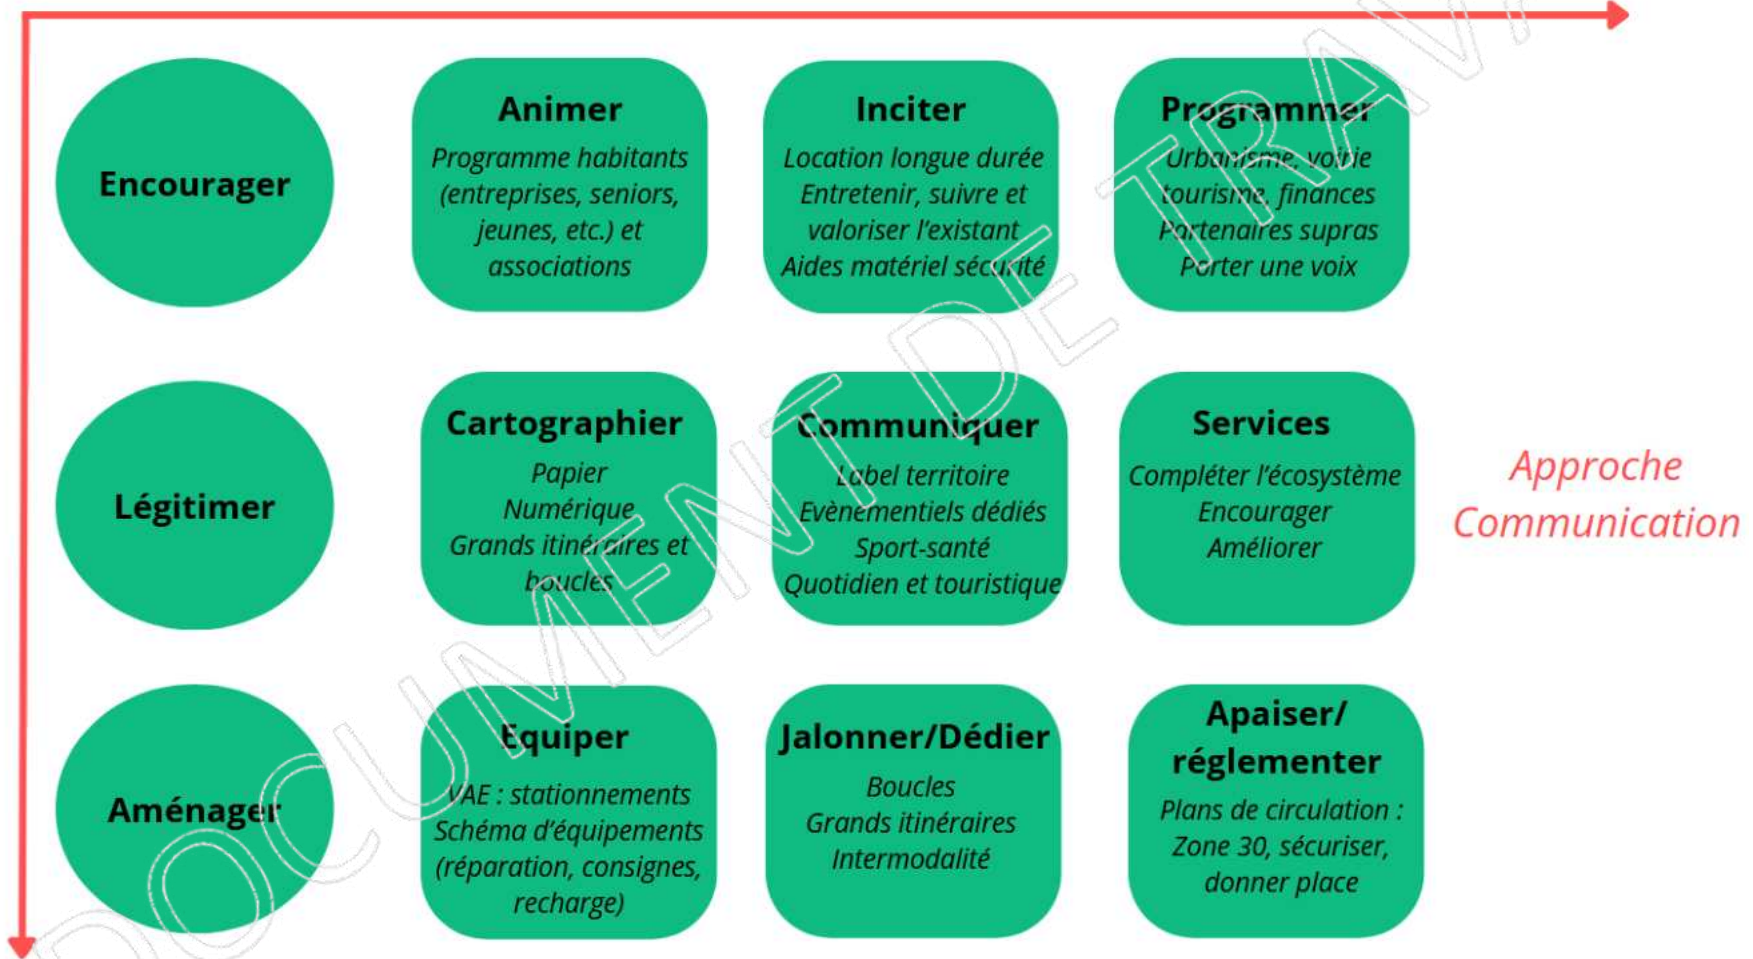 Encourager
Animer
Programme habitants
(entreprises, seniors,
jeunes, etc.) et
associations
Inciter
Location longue durée
Entretenir, suivre et
valoriser l'existant
Aides matériel sécurité
Programmer
Urbanisme, voirie
tourisme, finances
Partenaires supras
Porter une voix
Légitimer
Cartographier
Papier
Numérique
Grands itinéraires et
boucles
Communiquer
Label territoire
Evènementiels dédiés
Sport-santé
Quotidien et touristique
Services
Compléter l'écosystème
Encourager
Améliorer
Approche
Communication
Aménager
Equiper
VAE : stationnements
Schéma d'équipements
(réparation, consignes,
recharge)
Jalonner/Dédier
Boucles
Grands itinéraires
Intermodalité
Apaiser/
réglementer
Plans de circulation :
Zone 30, sécuriser,
donner place
DOCUMENT DE TRAV